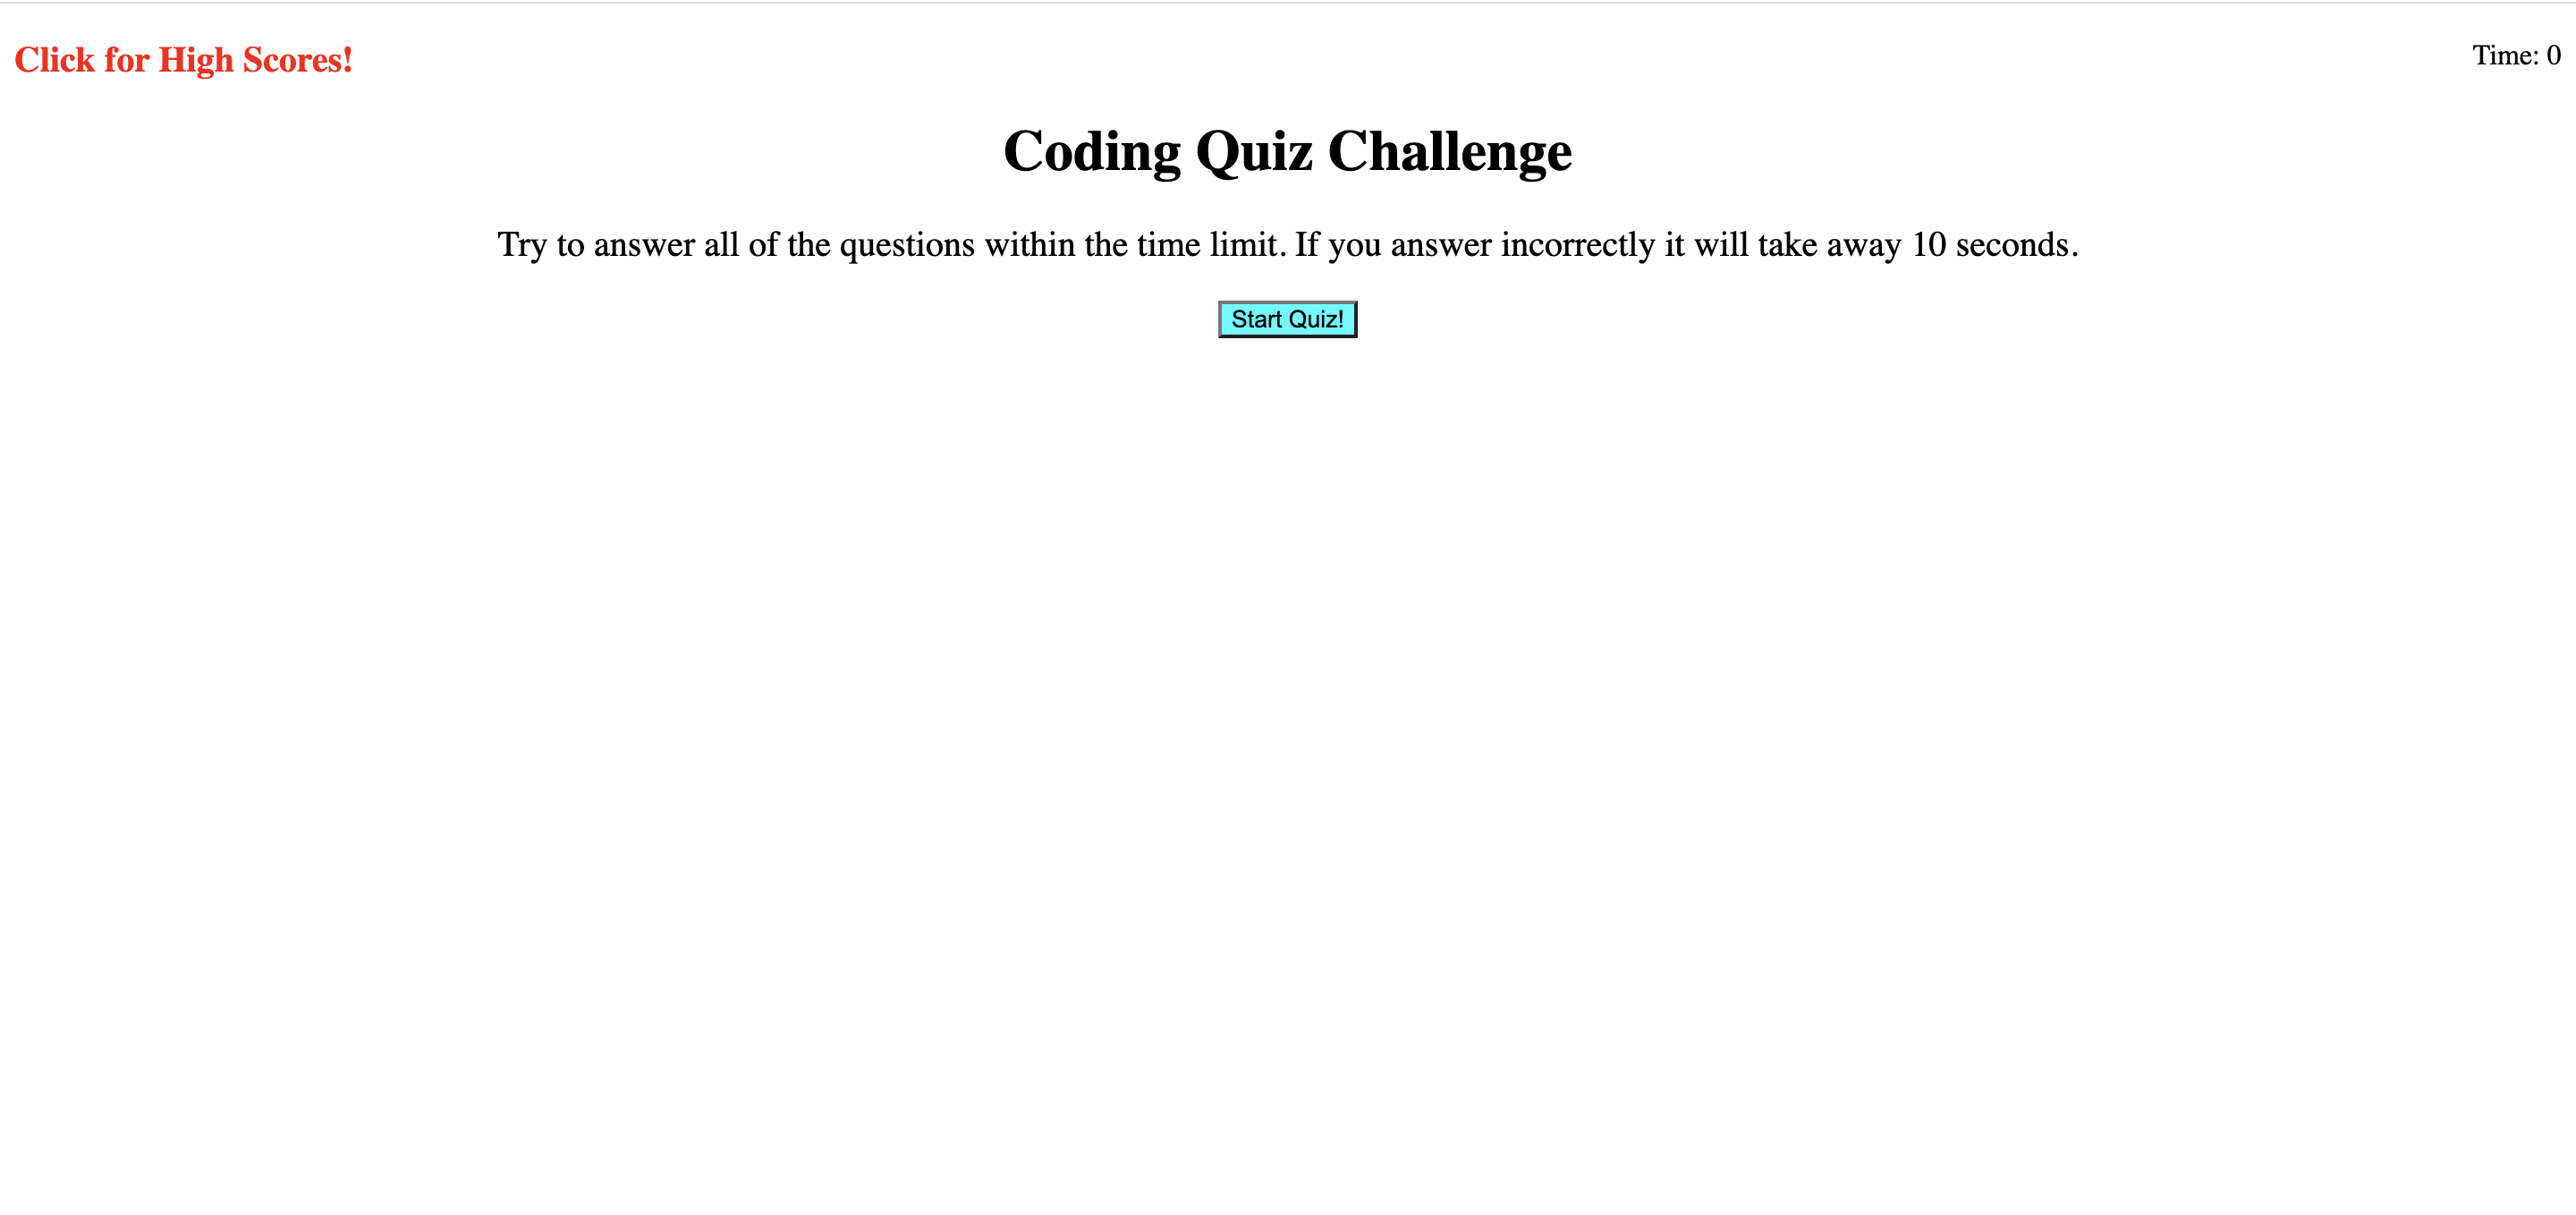 Click for High Scores!
Time: 0
Coding Quiz Challenge
Try to answer all of the questions within the time limit. If you answer incorrectly it will take away 10 seconds.
Start Quiz!